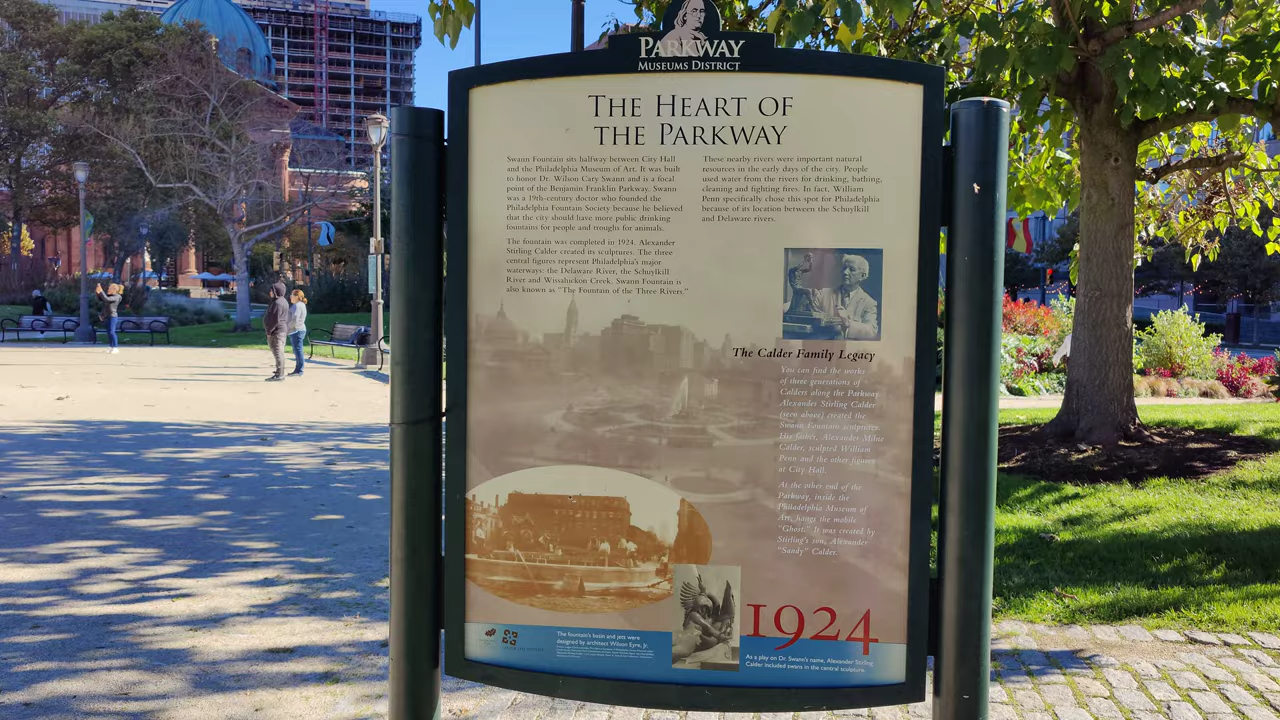 PARKWAY
MUSEUMS DISTRICT
THE HEART OF
THE PARKWAY
Swann Fountain sits halfway between City Hall
and the Philadelphia Museum of Art. It was built
to honor Dr. Wilson Cary Swann and is a focal
point of the Benjamin Franklin Parkway. Swann
was a 19th-century doctor who founded the
Philadelphia Fountain Society because he believed
that the city should have more public drinking
fountains for people and troughs for animals.
The fountain was completed in 1924. Alexander
Stirling Calder created its sculptures. The three
central figures represent Philadelphia's major
waterways: the Delaware River, the Schuylkill
River and Wissahickon Creek. Swann Fountain is
also known as "The Fountain of the Three Rivers."
These nearby rivers were important natural
resources in the early days of the city. People
used water from the rivers for drinking, bathing,
cleaning and fighting fires. In fact, William
Penn specifically chose this spot for Philadelphia
because of its location between the Schuylkill
and Delaware rivers.
The Calder Family Legacy
You can find the works
of three generations of
Calders along the Parkway.
Alexander Stirling Calder
(seen above) created the
Swann Fountain sculptures.
His father, Alexander Milne
Calder, sculpted William
Penn and the other figures
at City Hall.
At the other end of the
Parkway, inside the
Philadelphia Museum of
Art, hangs the mobile
"Ghost." It was created by
Stirling's son, Alexander
"Sandy" Calder.
1924
The fountain's basin and jets were
designed by architect Wilson Eyre, Jr.
As a play on Dr. Swann's name, Alexander Stirling
Calder included swans in the central sculpture.